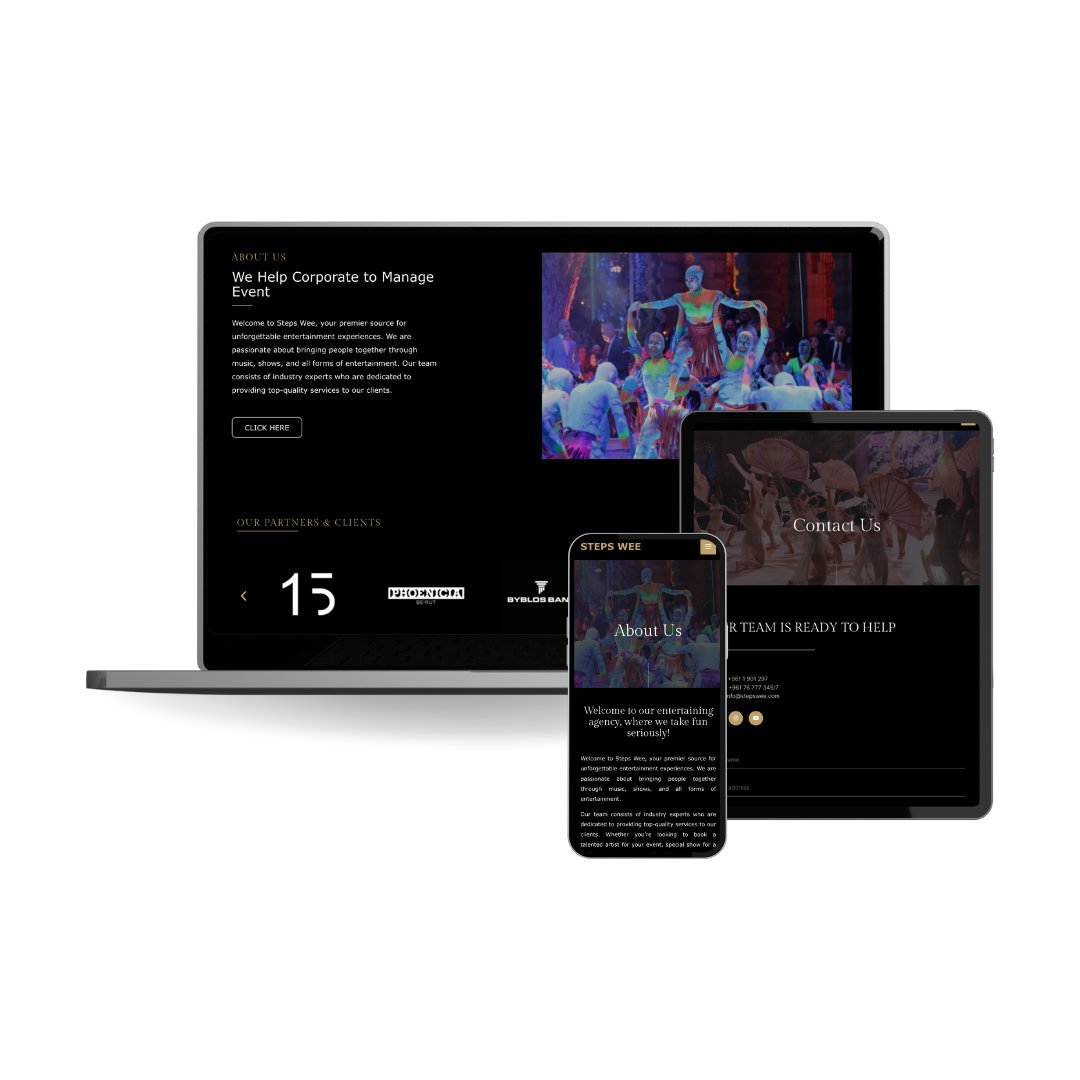 ABOUT US
We Help Corporate to Manage
Event
Welcome to Steps Wee, your premier source for
unforgettable entertainment experiences. We are
passionate about bringing people together through
music, shows, and all forms of entertainment. Our team
consists of industry experts who are dedicated to
providing top-quality services to our clients.
CLICK HERE
OUR PARTNERS & CLIENTS
15
PHOENICIA
BEIRUT
BYBLOS BAN
Contact Us
R TEAM IS READY TO HELP
+961 1 901 297
+961 76 777 345/7
nfo@stepswee.com
ame
address
STEPS WEE
About Us
Welcome to our entertaining
agency, where we take fun
seriously!
Welcome to Steps Wee, your premier source for
unforgettable entertainment experiences. We are
passionate about bringing people together
through music, shows, and all forms of
entertainment.
Our team consists of industry experts who are
dedicated to providing top-quality services to our
clients. Whether you're looking to book a
talented artist for your event, special show for a